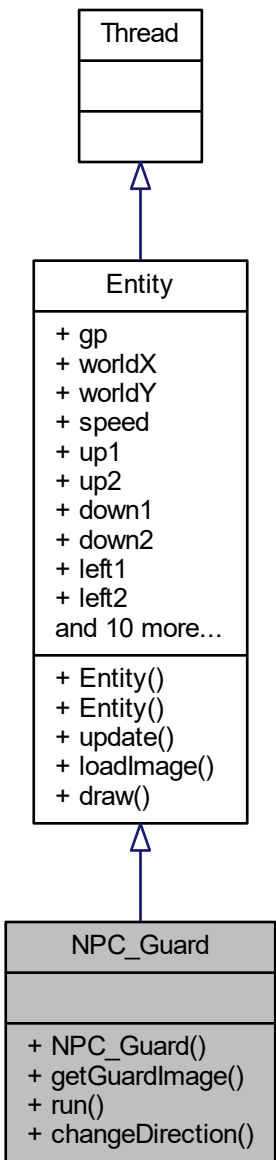 Thread
Entity
+ gp
+ worldX
+ worldY
+ speed
+ up1
+ up2
+ down1
+ down2
+ left1
+ left2
and 10 more...
+ Entity()
+ Entity()
+ update()
+ loadImage()
+ draw()
NPC_Guard
+ NPC_Guard()
+ getGuardImage()
+ run()
+ changeDirection()